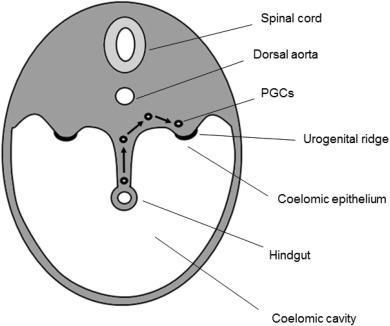 Spinal cord
Dorsal aorta
PGCs
Urogenital ridge
Coelomic epithelium
Hindgut
Coelomic cavity